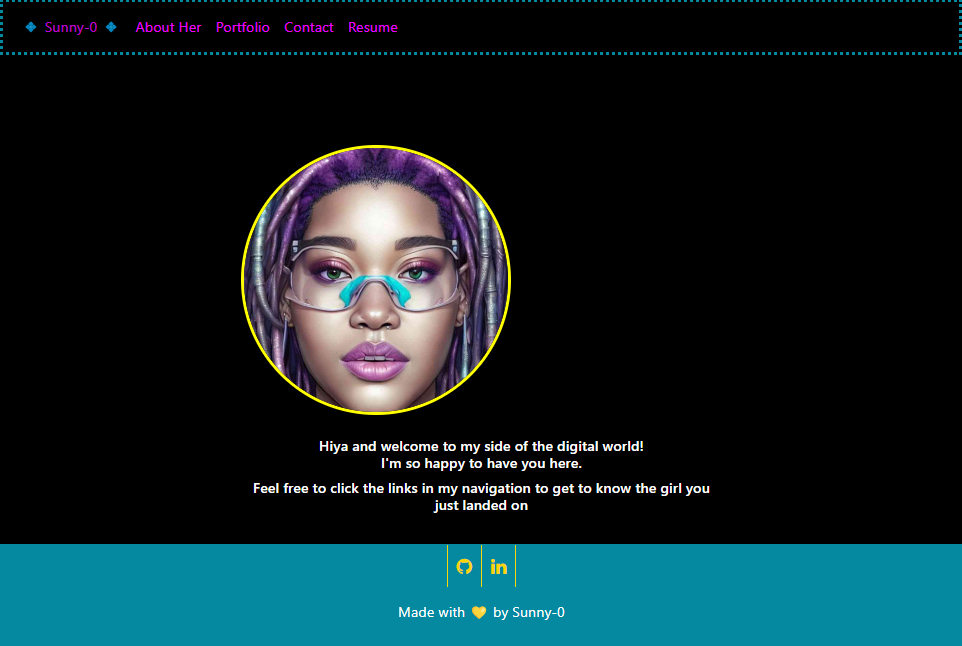 Sunny-0 About Her Portfolio Contact Resume
Hiya and welcome to my side of the digital world!
I'm so happy to have you here.
Feel free to click the links in my navigation to get to know the girl you
just landed on
in
Made with 💛 by Sunny-0